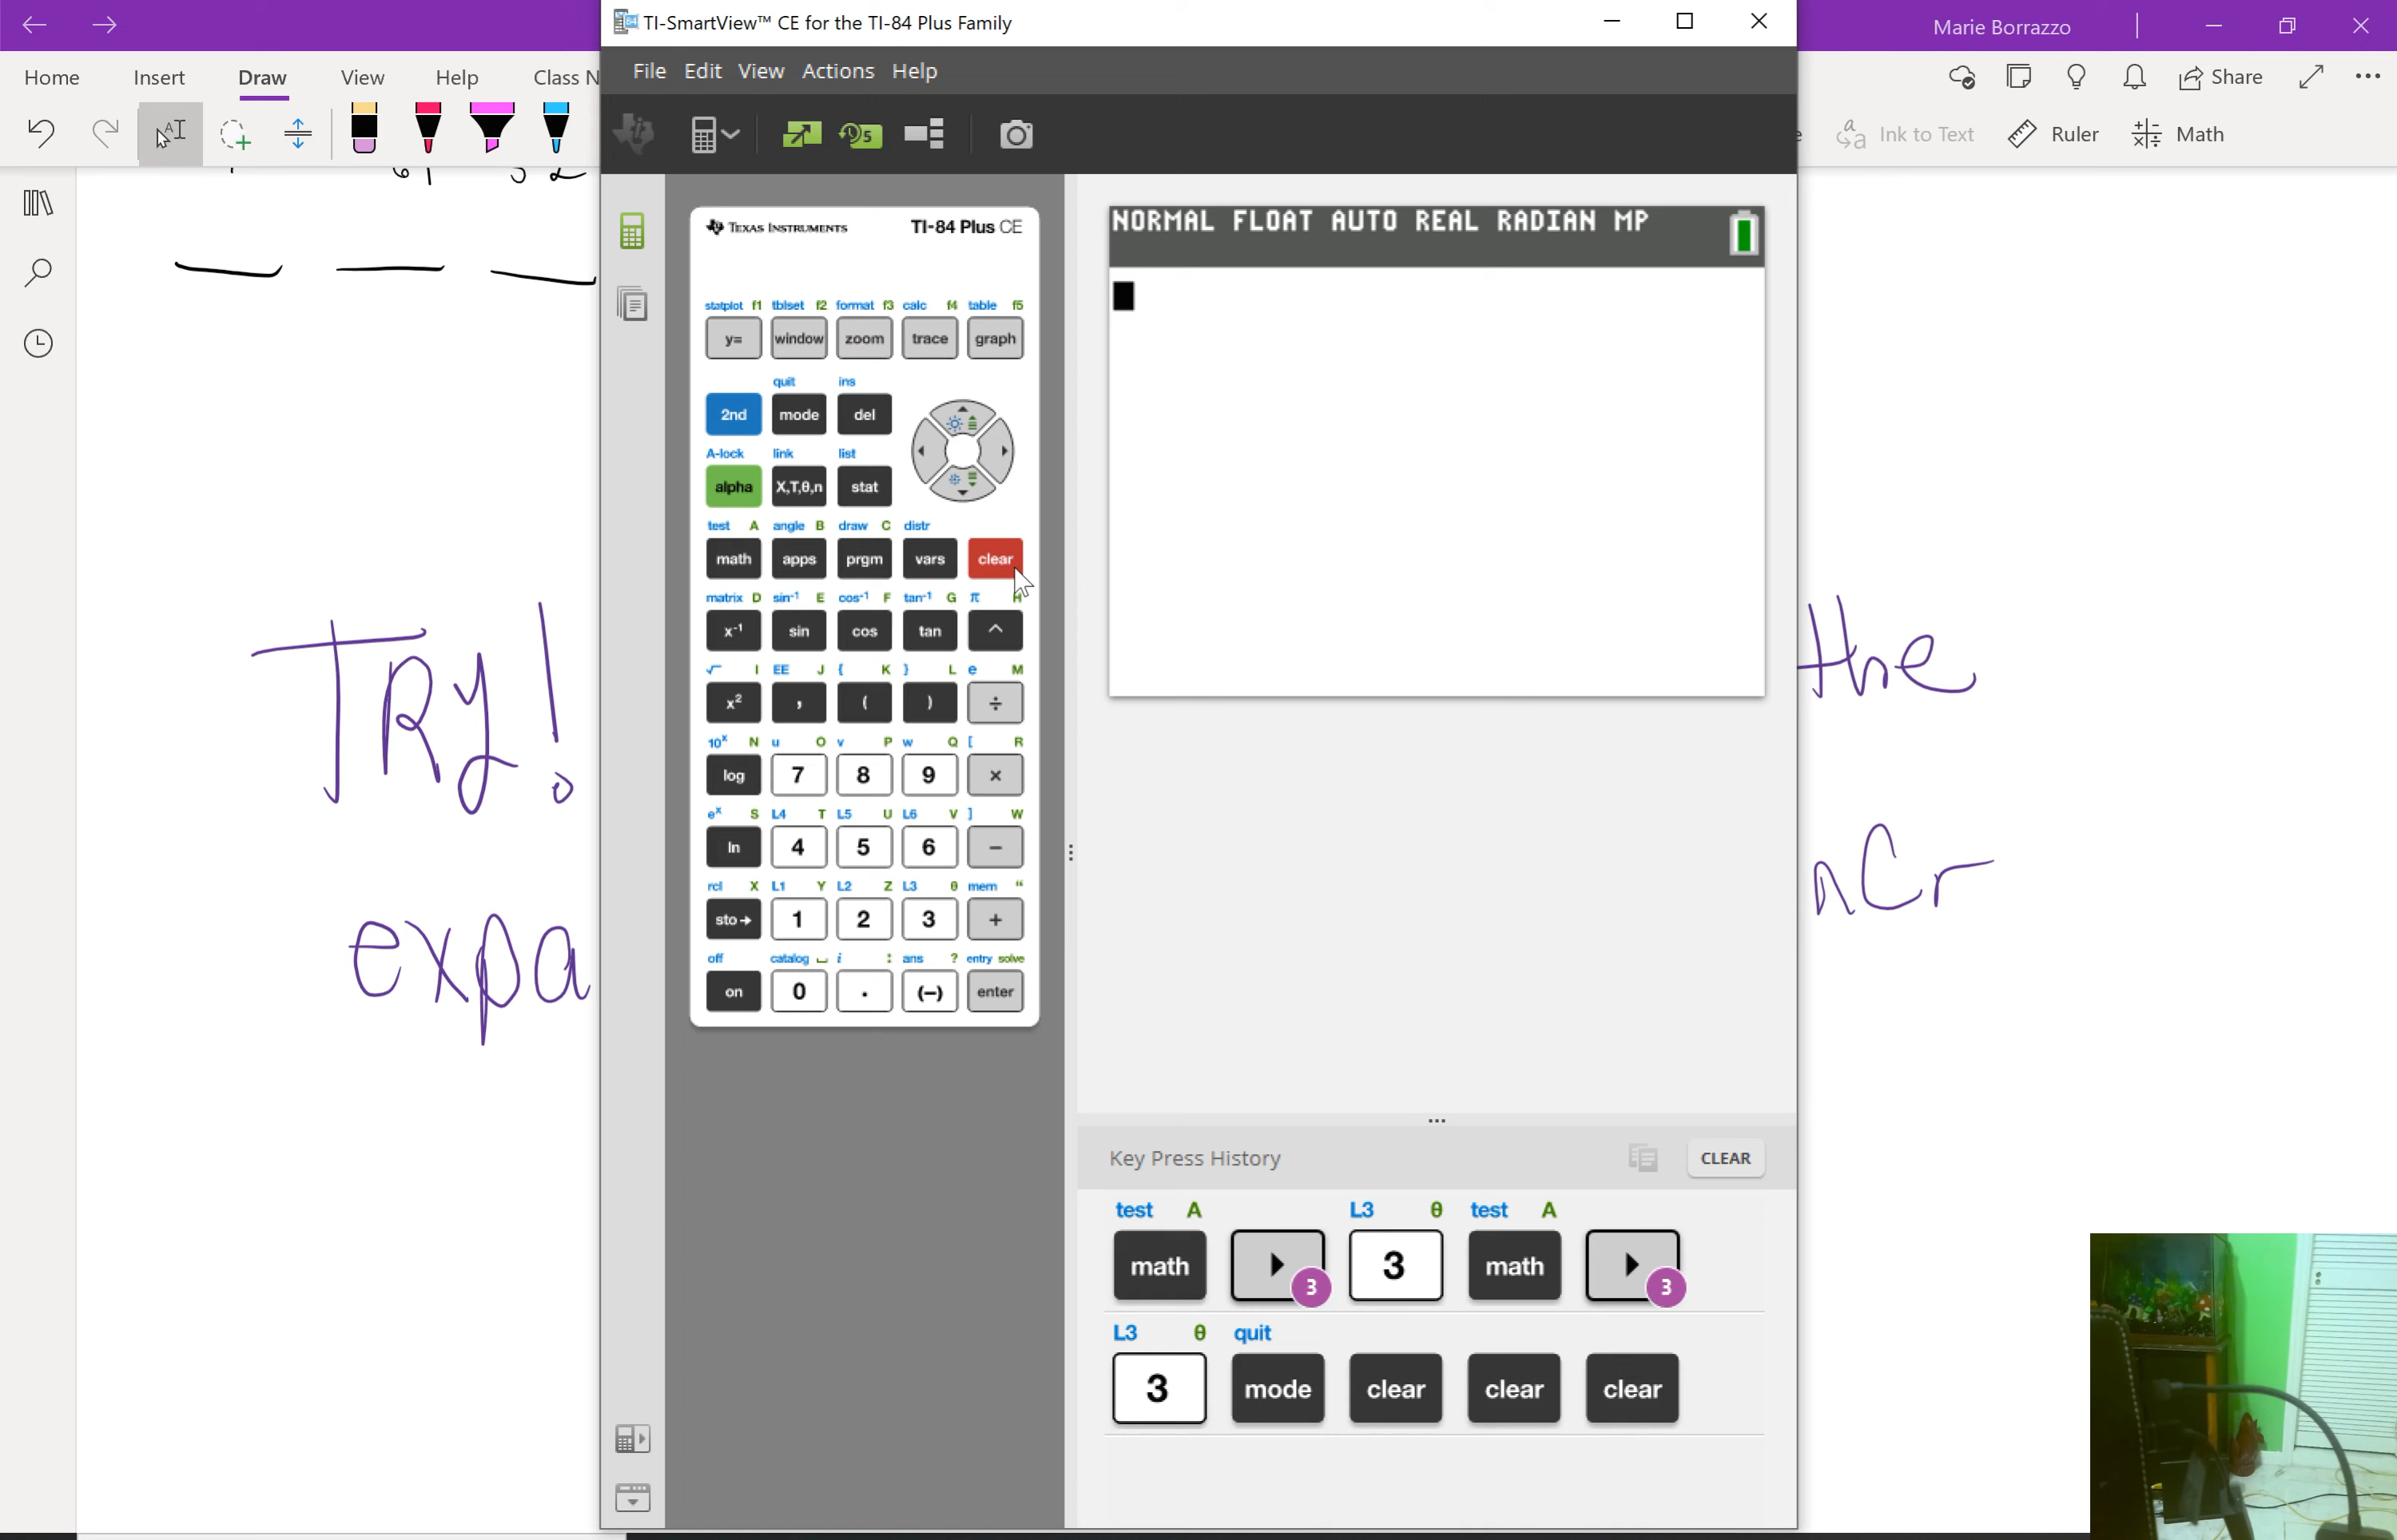 TI-SmartView™ CE for the TI-84 Plus Family
Marie Borrazzo
File Edit View Actions Help
Home Insert Draw View Help Class N
Share
Ink to Text Ruler Math
61 32
TEXAS INSTRUMENTS TI-84 Plus CE
NORMAL FLOAT AUTO REAL RADIAN MP
statplot f1 tblset f2 format f3 calc f4 table f5
y= window zoom trace graph
quit ins
2nd mode del
A-lock link list
alpha X,T,θ,n stat
test A angle B draw C distr
math apps prgm vars clear
matrix D sin⁻¹ E cos⁻¹ F tan⁻¹ G π H
x⁻¹ sin cos tan ^
√ I EE J { K } L e M
x² , ( ) ÷
10ˣ N u O v P w Q [ R
log 7 8 9 ×
eˣ S L4 T L5 U L6 V ] W
ln 4 5 6 −
rcl X L1 Y L2 Z L3 θ mem “
sto→ 1 2 3 +
off catalog ⎵ i : ans ? entry solve
on 0 . (−) enter
TRY! the
expa nCr
Key Press History CLEAR
test A L3 θ test A
math 3 3 math 3
L3 θ quit
3 mode clear clear clear